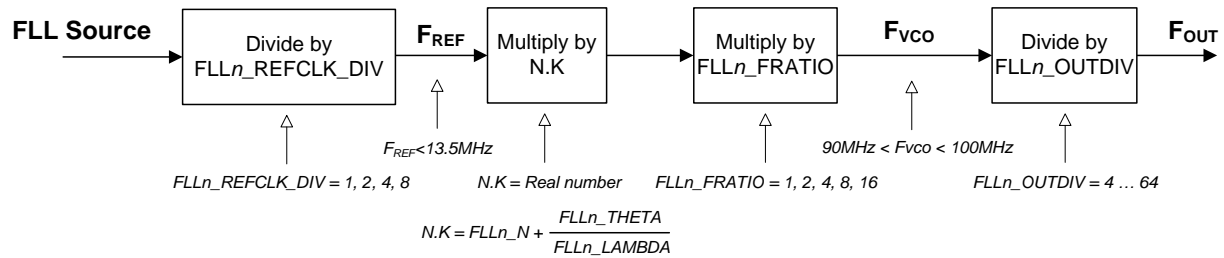 FLL Source
Divide by
FLLn_REFCLK_DIV
FREF
Multiply by
N.K
Multiply by
FLLn_FRATIO
FVCO
Divide by
FLLn_OUTDIV
FOUT
FREF<13.5MHz
90MHz < Fvco < 100MHz
FLLn_REFCLK_DIV = 1, 2, 4, 8
N.K = Real number
FLLn_FRATIO = 1, 2, 4, 8, 16
FLLn_OUTDIV = 4 … 64
N.K = FLLn_N + FLLn_THETA
FLLn_LAMBDA